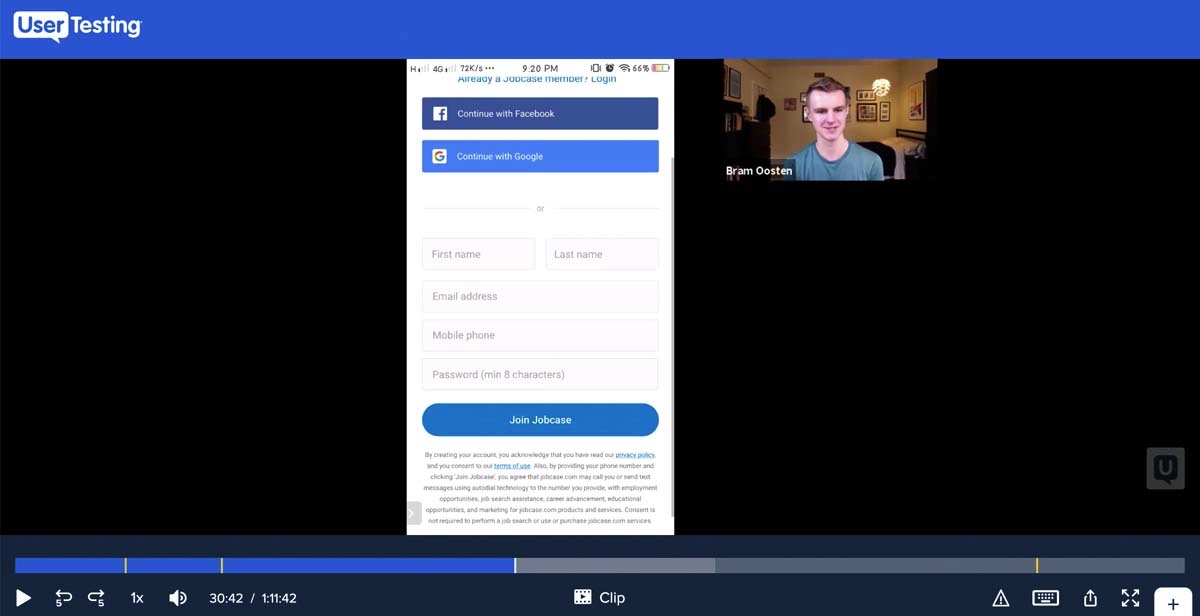 UserTesting
H 4G 72K/s ••• 9:20 PM 66%
Already a Jobcase member? Login
Continue with Facebook
Continue with Google
or
First name Last name
Email address
Mobile phone
Password (min 8 characters)
Join Jobcase
By creating your account, you acknowledge that you have read our privacy policy,
and you consent to our terms of use. Also, by providing your phone number and
clicking 'Join Jobcase', you agree that jobcase.com may call you or send text
messages using autodial technology to the number you provide, with employment
opportunities, job search assistance, career advancement, educational
opportunities, and marketing for jobcase.com products and services. Consent is
not required to perform a job search or use or purchase jobcase.com services.
Bram Oosten
U
5 5 1x 30:42 / 1:11:42 Clip